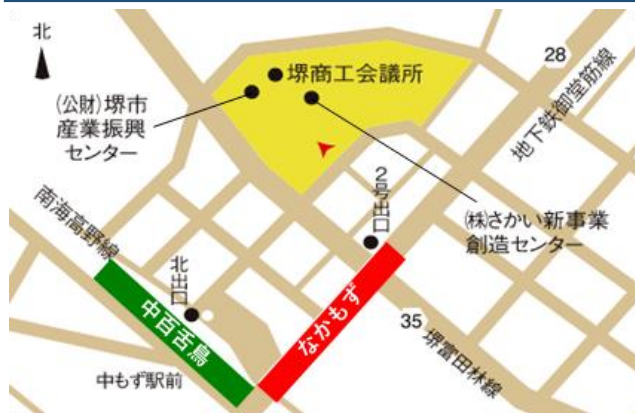 北
28
堺商工会議所
(公財)堺市
産業振興
センター
地下鉄御堂筋線
2号出口
(株)さかい新事業
創造センター
南海高野線
北出口
中百舌鳥
なかもず
35
堺富田林線
中もず駅前